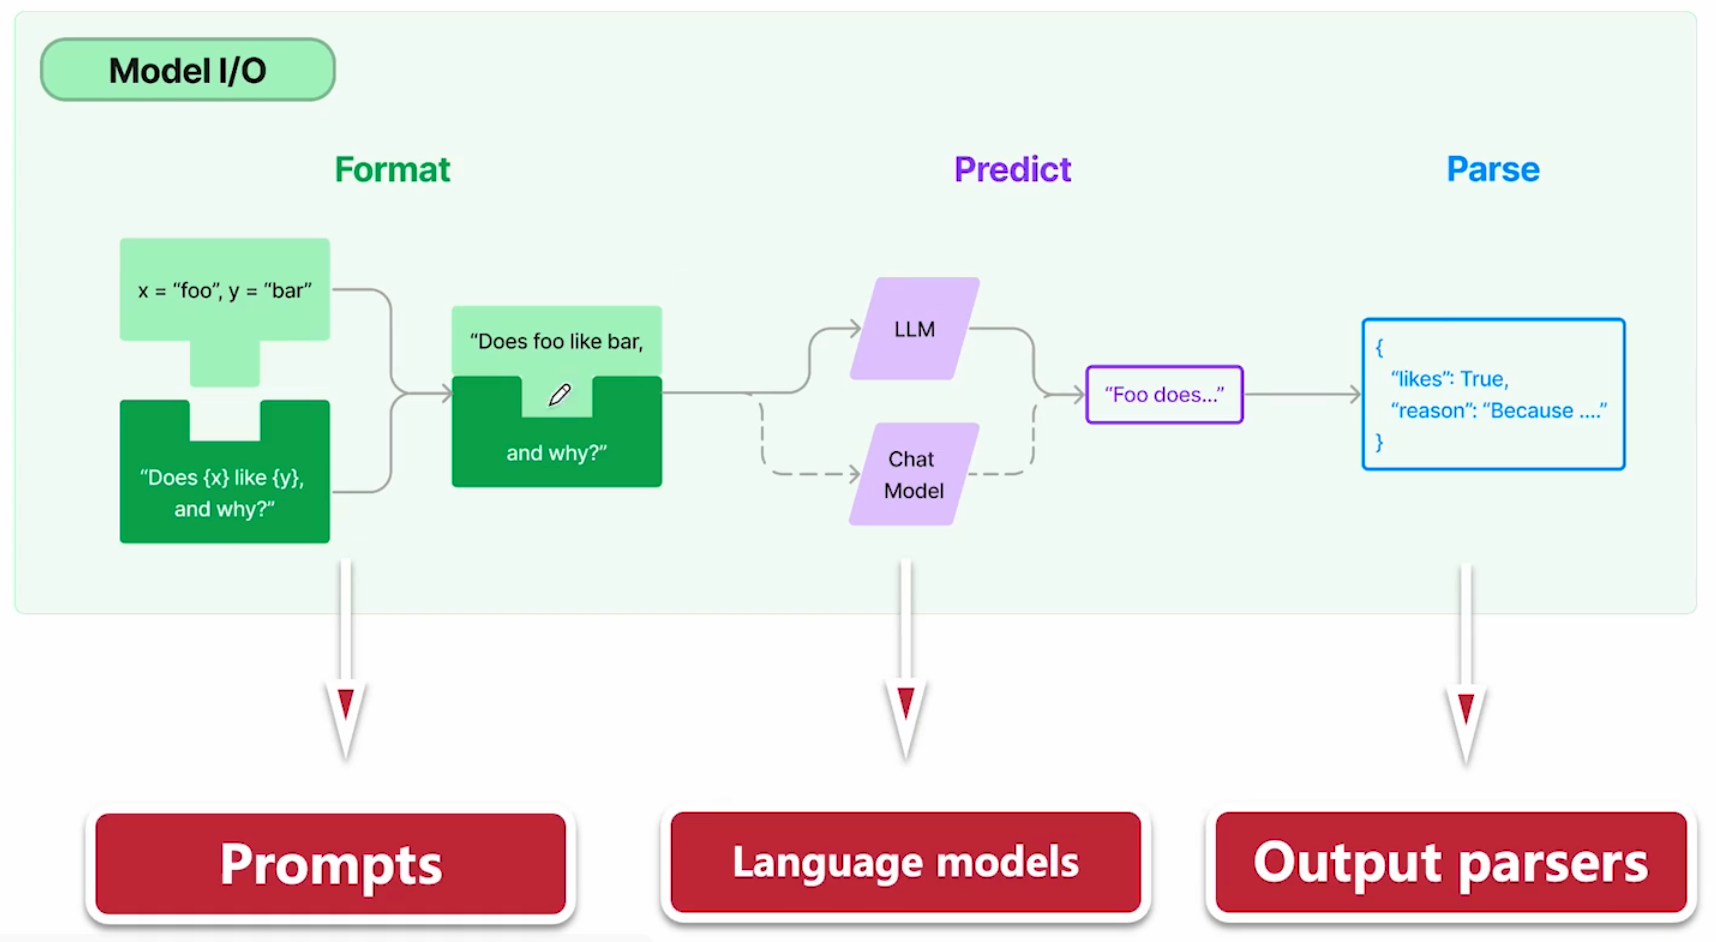 Model I/O
Format
Predict
Parse
x = “foo”, y = “bar”
“Does {x} like {y},
and why?”
“Does foo like bar,
and why?”
LLM
Chat
Model
“Foo does...”
{
“likes”: True,
“reason”: “Because ....”
}
Prompts
Language models
Output parsers